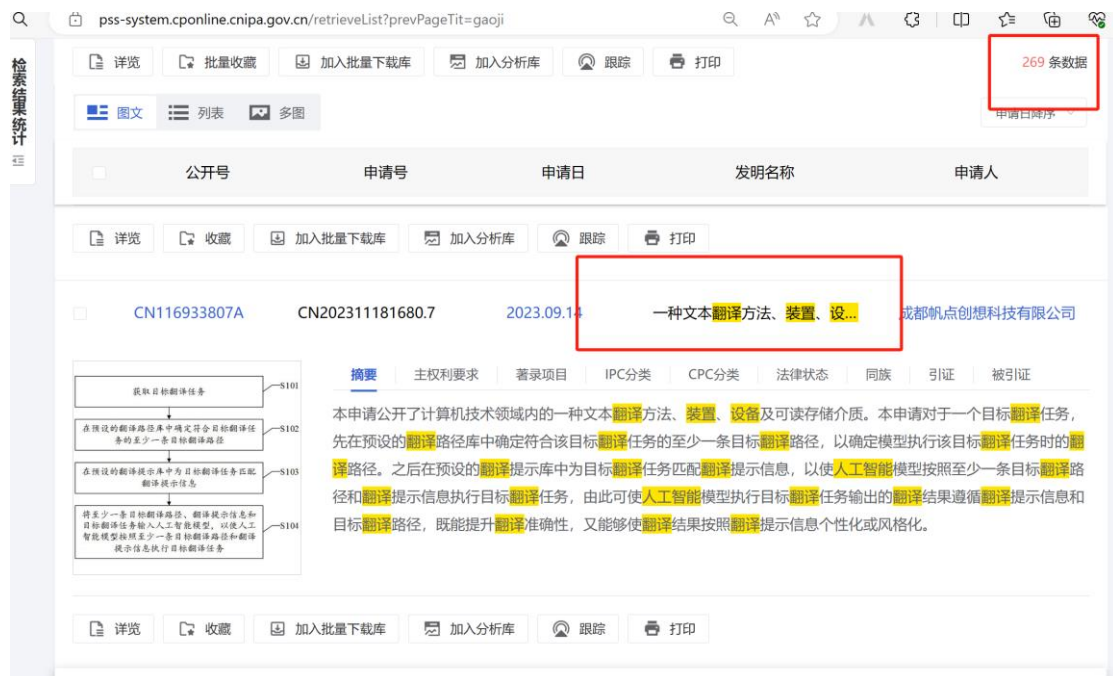 pss-system.cponline.cnipa.gov.cn/retrieveList?prevPageTit=gaoji
检索结果统计
详览 批量收藏 加入批量下载库 加入分析库 跟踪 打印 269 条数据
图文 列表 多图 申请日降序
公开号 申请号 申请日 发明名称 申请人
详览 收藏 加入批量下载库 加入分析库 跟踪 打印
CN116933807A CN202311181680.7 2023.09.14 一种文本翻译方法、装置、设... 成都帆点创想科技有限公司
摘要 主权利要求 著录项目 IPC分类 CPC分类 法律状态 同族 引证 被引证
本申请公开了计算机技术领域内的一种文本翻译方法、装置、设备及可读存储介质。本申请对于一个目标翻译任务,
先在预设的翻译路径库中确定符合该目标翻译任务的至少一条目标翻译路径,以确定模型执行该目标翻译任务时的翻
译路径。之后在预设的翻译提示库中为目标翻译任务匹配翻译提示信息,以使人工智能模型按照至少一条目标翻译路
径和翻译提示信息执行目标翻译任务,由此可使人工智能模型执行目标翻译任务输出的翻译结果遵循翻译提示信息和
目标翻译路径,既能提升翻译准确性,又能够使翻译结果按照翻译提示信息个性化或风格化。
获取目标翻译任务 S101
在预设的翻译路径库中确定符合目标翻译任
务的至少一条目标翻译路径 S102
在预设的翻译提示库中为目标翻译任务匹配
翻译提示信息 S103
将至少一条目标翻译路径、翻译提示信息和
目标翻译任务输入人工智能模型,以使人工
智能模型按照至少一条目标翻译路径和翻译
提示信息执行目标翻译任务 S104
详览 收藏 加入批量下载库 加入分析库 跟踪 打印